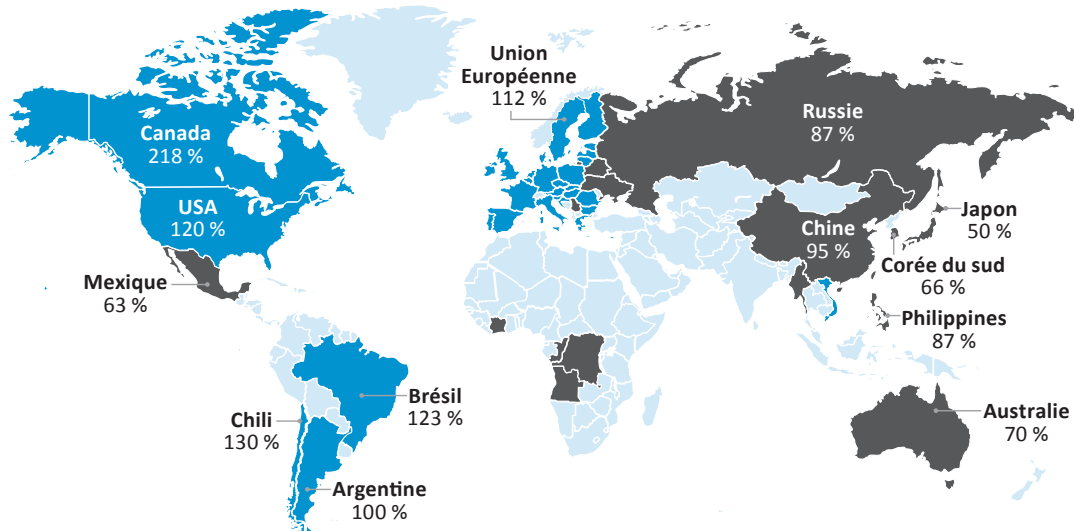 Union
Européenne
112 %
Canada
218 %
Russie
87 %
USA
120 %
Japon
50 %
Chine
95 %
Mexique
63 %
Corée du sud
66 %
Philippines
87 %
Brésil
123 %
Chili
130 %
Australie
70 %
Argentine
100 %